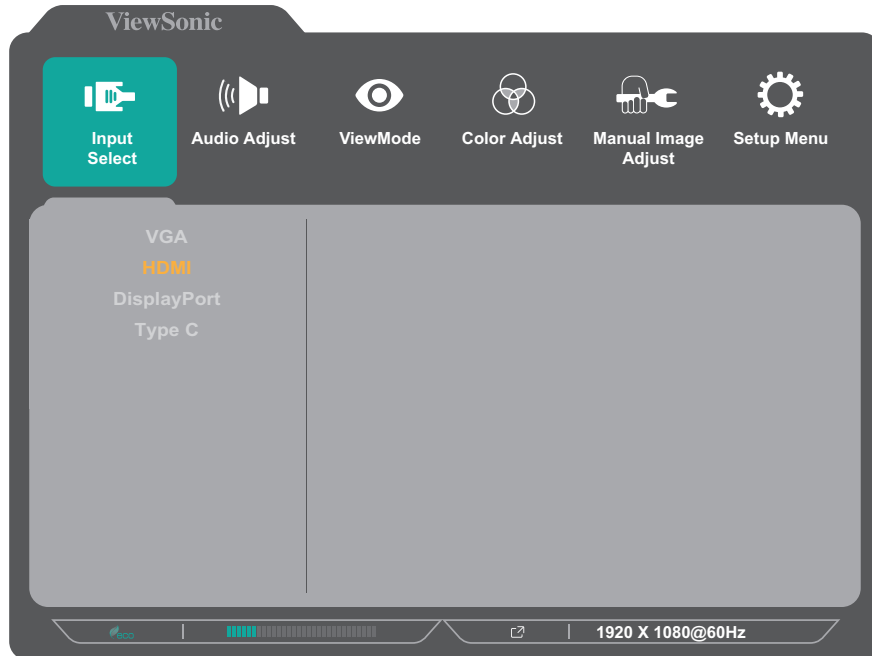 ViewSonic
Input
Select
Audio Adjust
ViewMode
Color Adjust
Manual Image
Adjust
Setup Menu
VGA
HDMI
DisplayPort
Type C
eco
1920 X 1080@60Hz